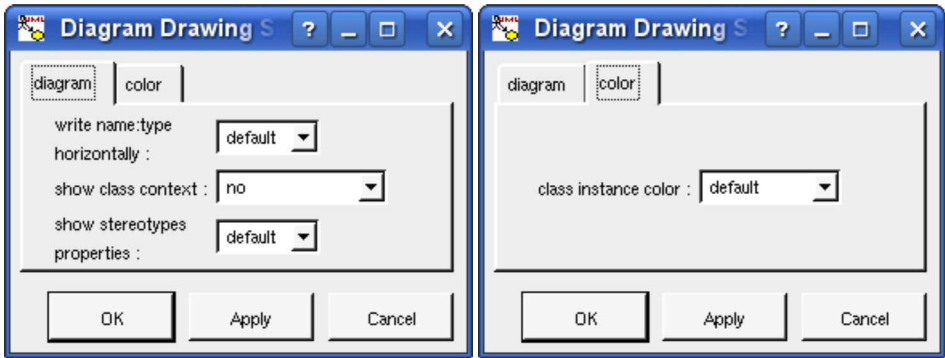 Diagram Drawing S
diagram color
write name:type
horizontally :
default
show class context : no
show stereotypes
properties :
default
OK Apply Cancel
Diagram Drawing S
diagram color
class instance color : default
OK Apply Cancel